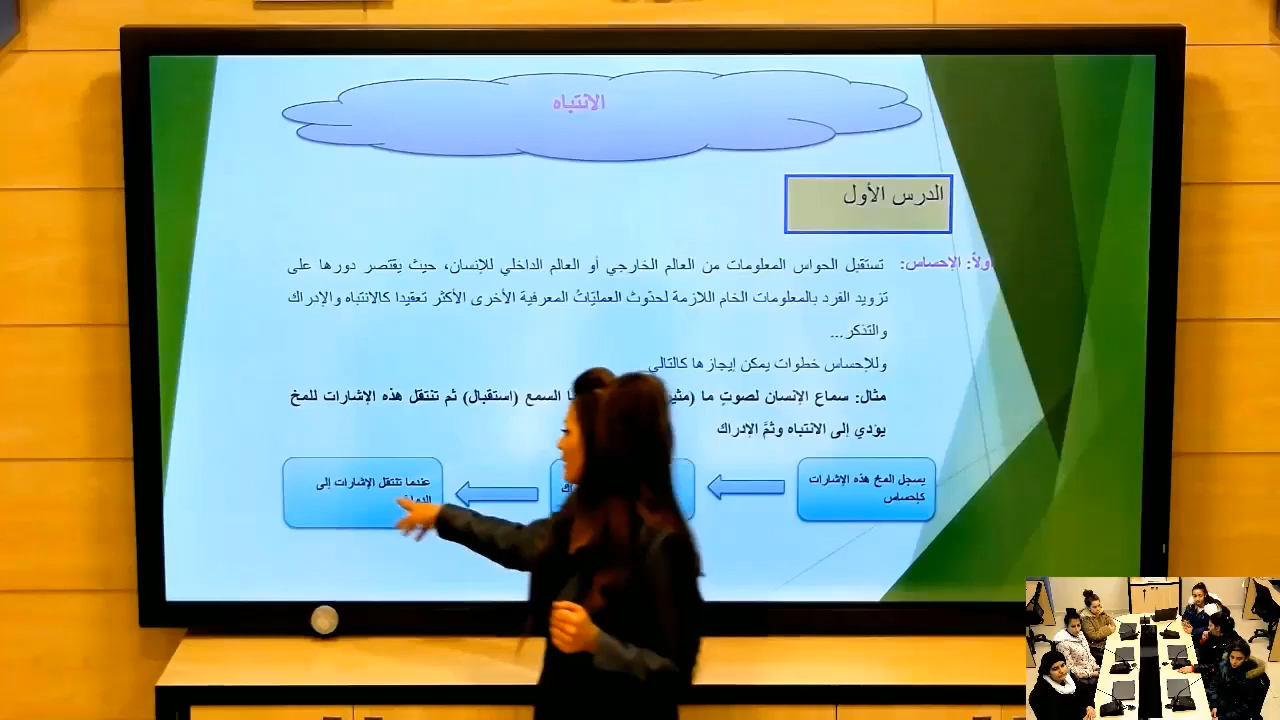 الانتباه
الدرس الأول
أولاً: الإحساس: تستقبل الحواس المعلومات من العالم الخارجي أو العالم الداخلي للإنسان، حيث يقتصر دورها على
تزويد الفرد بالمعلومات الخام اللازمة لحدّوث العمليّاتُ المعرفية الأخرى الأكثر تعقيدا كالانتباه والإدراك
والتذكر...
وللإحساس خطوات يمكن إيجازها كالتالي
مثال: سماع الإنسان لصوتٍ ما السمع (استقبال) ثم تنتقل هذه الإشارات للمخ
يؤدي إلى الانتباه وثمَّ الإدراك
يسجل المخ هذه الإشارات
كإحساس
عندما تنتقل الإشارات إلى